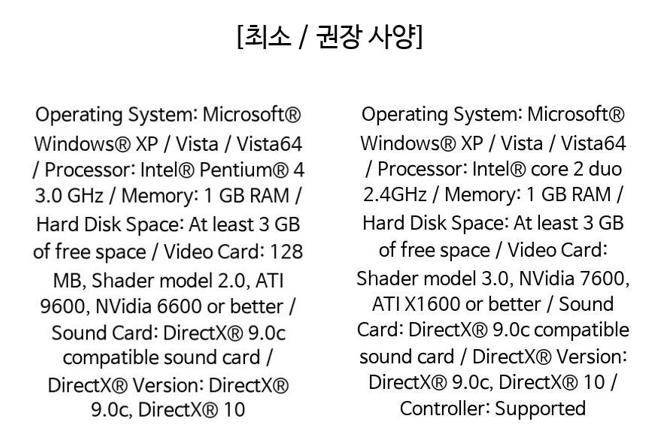 [최소 / 권장 사양]
Operating System: Microsoft®
Windows® XP / Vista / Vista64
/ Processor: Intel® Pentium® 4
3.0 GHz / Memory: 1 GB RAM /
Hard Disk Space: At least 3 GB
of free space / Video Card: 128
MB, Shader model 2.0, ATI
9600, NVidia 6600 or better /
Sound Card: DirectX® 9.0c
compatible sound card /
DirectX® Version: DirectX®
9.0c, DirectX® 10
Operating System: Microsoft®
Windows® XP / Vista / Vista64
/ Processor: Intel® core 2 duo
2.4GHz / Memory: 1 GB RAM /
Hard Disk Space: At least 3 GB
of free space / Video Card:
Shader model 3.0, NVidia 7600,
ATI X1600 or better / Sound
Card: DirectX® 9.0c compatible
sound card / DirectX® Version:
DirectX® 9.0c, DirectX® 10 /
Controller: Supported